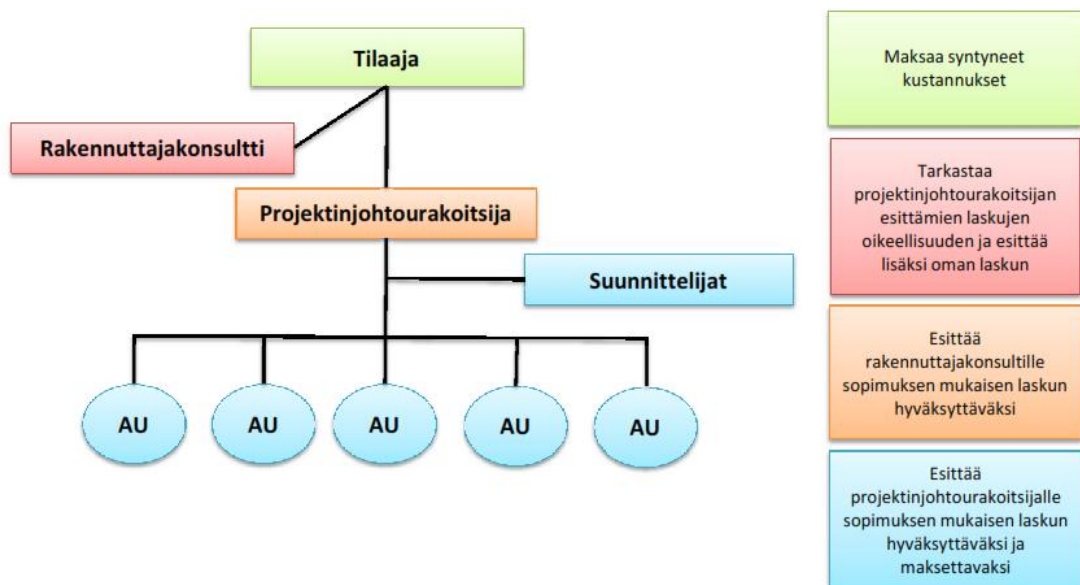 Tilaaja
Rakennuttajakonsultti
Projektinjohtourakoitsija
Suunnittelijat
AU
AU
AU
AU
AU
Maksaa syntyneet
kustannukset
Tarkastaa
projektinjohtourakoitsijan
esittämien laskujen
oikeellisuuden ja esittää
lisäksi oman laskun
Esittää
rakennuttajakonsultille
sopimuksen mukaisen laskun
hyväksyttäväksi
Esittää
projektinjohtourakoitsijalle
sopimuksen mukaisen laskun
hyväksyttäväksi ja
maksettavaksi